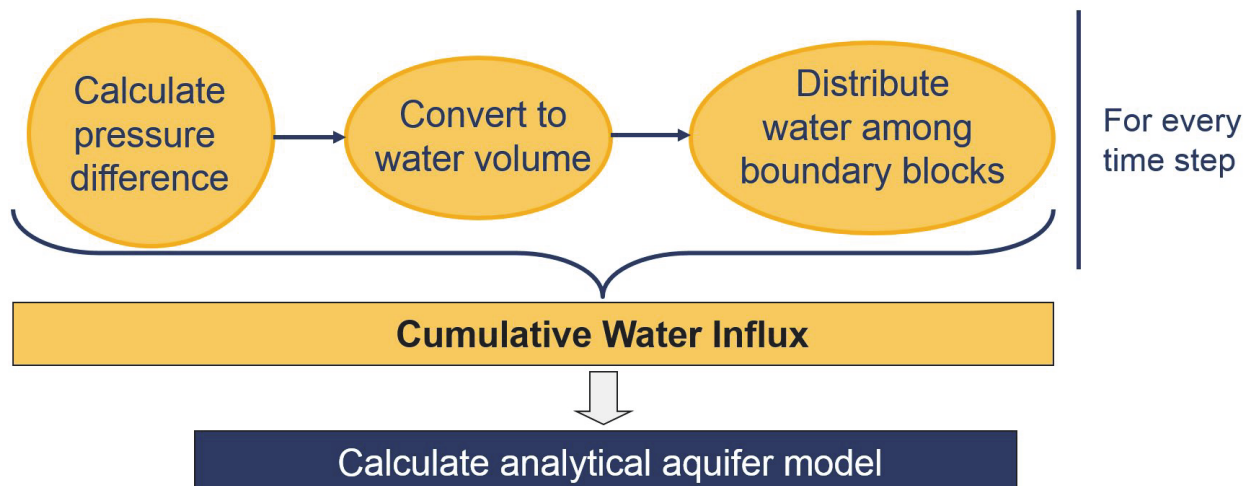 Calculate
pressure
difference
Convert to
water volume
Distribute
water among
boundary blocks
For every
time step
Cumulative Water Influx
Calculate analytical aquifer model